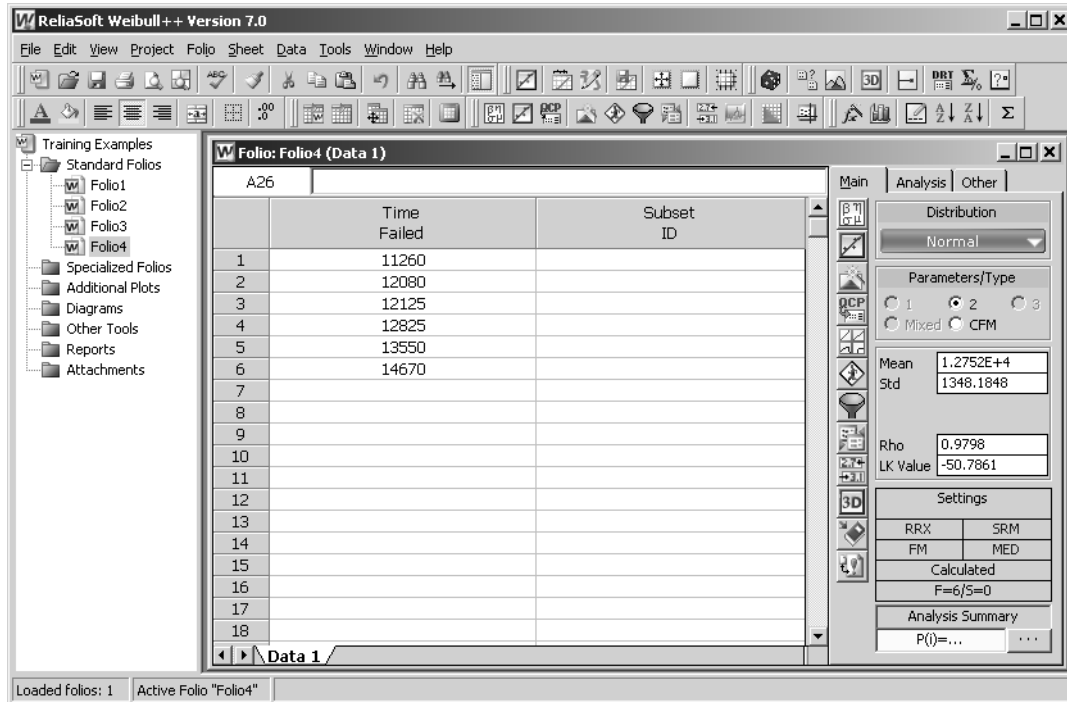 ReliaSoft Weibull++ Version 7.0
File Edit View Project Folio Sheet Data Tools Window Help
Training Examples
Standard Folios
Folio1
Folio2
Folio3
Folio4
Specialized Folios
Additional Plots
Diagrams
Other Tools
Reports
Attachments
Folio: Folio4 (Data 1)
A26
Time Failed Subset ID
1 11260
2 12080
3 12125
4 12825
5 13550
6 14670
7
8
9
10
11
12
13
14
15
16
17
18
Data 1
Main Analysis Other
Distribution
Normal
Parameters/Type
1 2 3
Mixed CFM
Mean 1.2752E+4
Std 1348.1848
Rho 0.9798
LK Value -50.7861
Settings
RRX SRM
FM MED
Calculated
F=6/S=0
Analysis Summary
P(i)=... ...
Loaded folios: 1 Active Folio "Folio4"